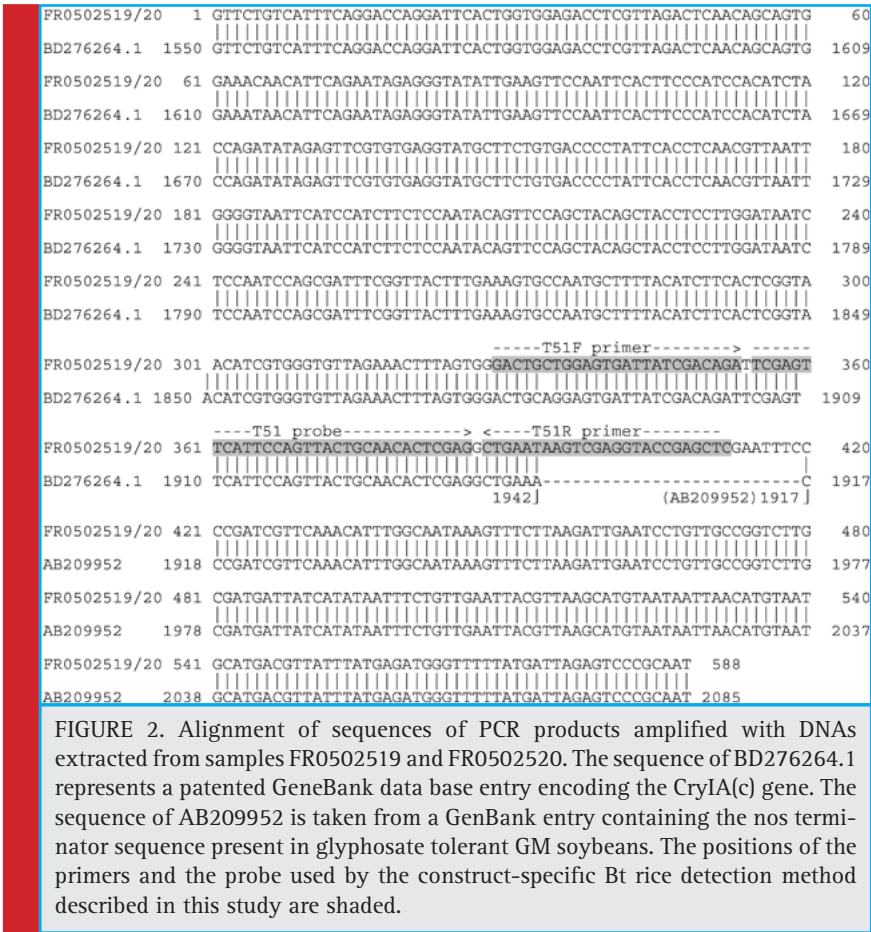 FR0502519/20 1 GTTCTGTCATTTCAGGACCAGGATTCACTGGTGGAGACCTCGTTAGACTCAACAGCAGTG 60
BD276264.1 1550 GTTCTGTCATTTCAGGACCAGGATTCACTGGTGGAGACCTCGTTAGACTCAACAGCAGTG 1609
FR0502519/20 61 GAAACAACATTCAGAATAGAGGGTATATTGAAGTTCCAATTCACTTCCCATCCACATCTA 120
BD276264.1 1610 GAAATAACATTCAGAATAGAGGGTATATTGAAGTTCCAATTCACTTCCCATCCACATCTA 1669
FR0502519/20 121 CCAGATATAGAGTTCGTGTGAGGTATGCTTCTGTGACCCCTATTCACCTCAACGTTAATT 180
BD276264.1 1670 CCAGATATAGAGTTCGTGTGAGGTATGCTTCTGTGACCCCTATTCACCTCAACGTTAATT 1729
FR0502519/20 181 GGGGTAATTCATCCATCTTCTCCAATACAGTTCCAGCTACAGCTACCTCCTTGGATAATC 240
BD276264.1 1730 GGGGTAATTCATCCATCTTCTCCAATACAGTTCCAGCTACAGCTACCTCCTTGGATAATC 1789
FR0502519/20 241 TCCAATCCAGCGATTTCGGTTACTTTGAAAGTGCCAATGCTTTTACATCTTCACTCGGTA 300
BD276264.1 1790 TCCAATCCAGCGATTTCGGTTACTTTGAAAGTGCCAATGCTTTTACATCTTCACTCGGTA 1849
-----T51F primer--------> ------
FR0502519/20 301 ACATCGTGGGTGTTAGAAACTTTAGTGGGACTGCTGGAGTGATTATCGACAGATTCGAGT 360
BD276264.1 1850 ACATCGTGGGTGTTAGAAACTTTAGTGGGACTGCAGGAGTGATTATCGACAGATTCGAGT 1909
----T51 probe------------> <----T51R primer--------
FR0502519/20 361 TCATTCCAGTTACTGCAACACTCGAGGCTGAATAAGTCGAGGTACCGAGCTCGAATTTCC 420
BD276264.1 1910 TCATTCCAGTTACTGCAACACTCGAGGCTGAAA--------------------------C 1917
1942⌋ (AB209952)1917⌋
FR0502519/20 421 CCGATCGTTCAAACATTTGGCAATAAAGTTTCTTAAGATTGAATCCTGTTGCCGGTCTTG 480
AB209952 1918 CCGATCGTTCAAACATTTGGCAATAAAGTTTCTTAAGATTGAATCCTGTTGCCGGTCTTG 1977
FR0502519/20 481 CGATGATTATCATATAATTTCTGTTGAATTACGTTAAGCATGTAATAATTAACATGTAAT 540
AB209952 1978 CGATGATTATCATATAATTTCTGTTGAATTACGTTAAGCATGTAATAATTAACATGTAAT 2037
FR0502519/20 541 GCATGACGTTATTTATGAGATGGGTTTTTATGATTAGAGTCCCGCAAT 588
AB209952 2038 GCATGACGTTATTTATGAGATGGGTTTTTATGATTAGAGTCCCGCAAT 2085
FIGURE 2. Alignment of sequences of PCR products amplified with DNAs
extracted from samples FR0502519 and FR0502520. The sequence of BD276264.1
represents a patented GeneBank data base entry encoding the CryIA(c) gene. The
sequence of AB209952 is taken from a GenBank entry containing the nos termi-
nator sequence present in glyphosate tolerant GM soybeans. The positions of the
primers and the probe used by the construct-specific Bt rice detection method
described in this study are shaded.